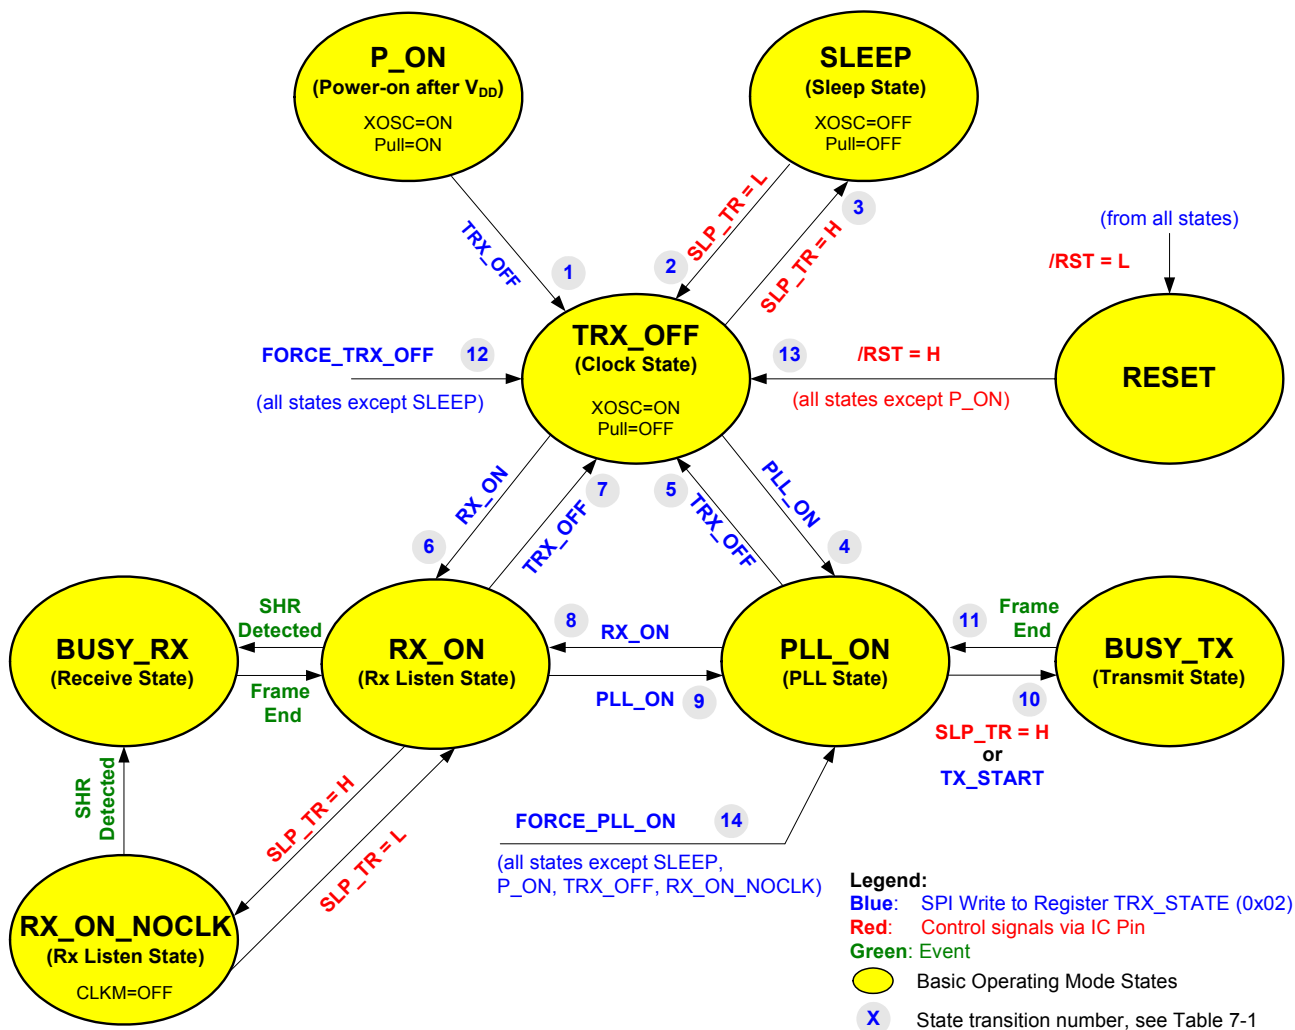 P_ON
(Power-on after VDD)
XOSC=ON
Pull=ON
SLEEP
(Sleep State)
XOSC=OFF
Pull=OFF
TRX_OFF
1
SLP_TR = L
2
SLP_TR = H
3
(from all states)
/RST = L
RESET
FORCE_TRX_OFF
12
(all states except SLEEP)
TRX_OFF
(Clock State)
XOSC=ON
Pull=OFF
13
/RST = H
(all states except P_ON)
RX_ON
6
TRX_OFF
7
5
TRX_OFF
PLL_ON
4
BUSY_RX
(Receive State)
SHR
Detected
Frame
End
RX_ON
(Rx Listen State)
8
RX_ON
PLL_ON
9
PLL_ON
(PLL State)
11
Frame
End
10
SLP_TR = H
or
TX_START
BUSY_TX
(Transmit State)
SHR
Detected
SLP_TR = H
SLP_TR = L
RX_ON_NOCLK
(Rx Listen State)
CLKM=OFF
FORCE_PLL_ON
14
(all states except SLEEP,
P_ON, TRX_OFF, RX_ON_NOCLK)
Legend:
Blue: SPI Write to Register TRX_STATE (0x02)
Red: Control signals via IC Pin
Green: Event
Basic Operating Mode States
X State transition number, see Table 7-1